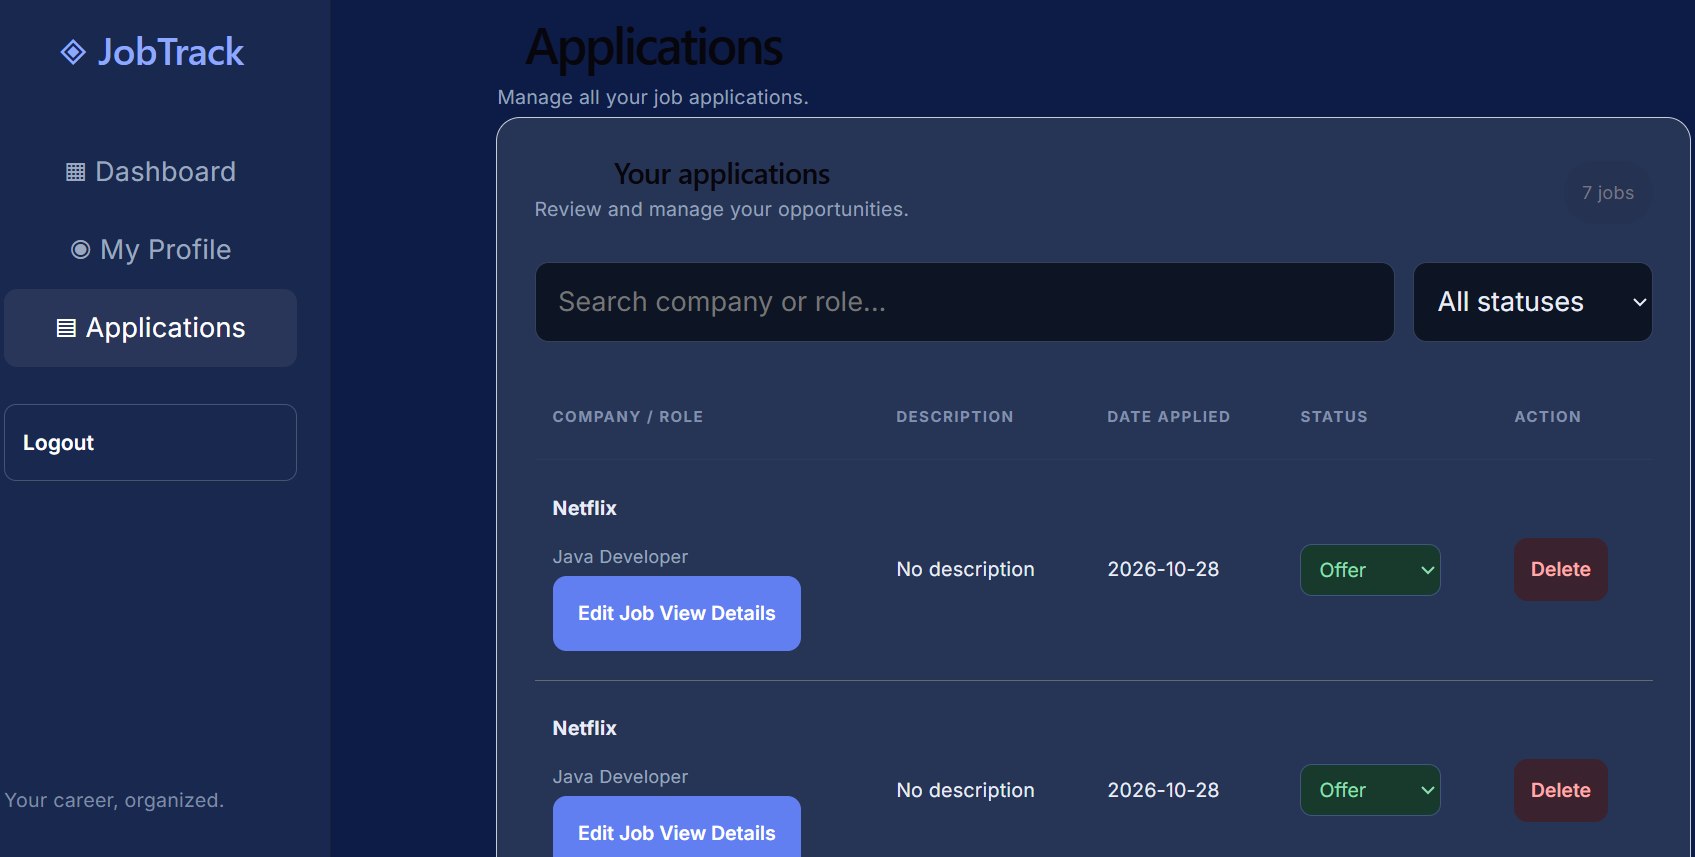 JobTrack
Dashboard
My Profile
Applications
Logout
Your career, organized.
Applications
Manage all your job applications.
Your applications
Review and manage your opportunities.
7 jobs
Search company or role...
All statuses
COMPANY / ROLE DESCRIPTION DATE APPLIED STATUS ACTION
Netflix
Java Developer
Edit Job View Details
No description
2026-10-28
Offer
Delete
Netflix
Java Developer
Edit Job View Details
No description
2026-10-28
Offer
Delete